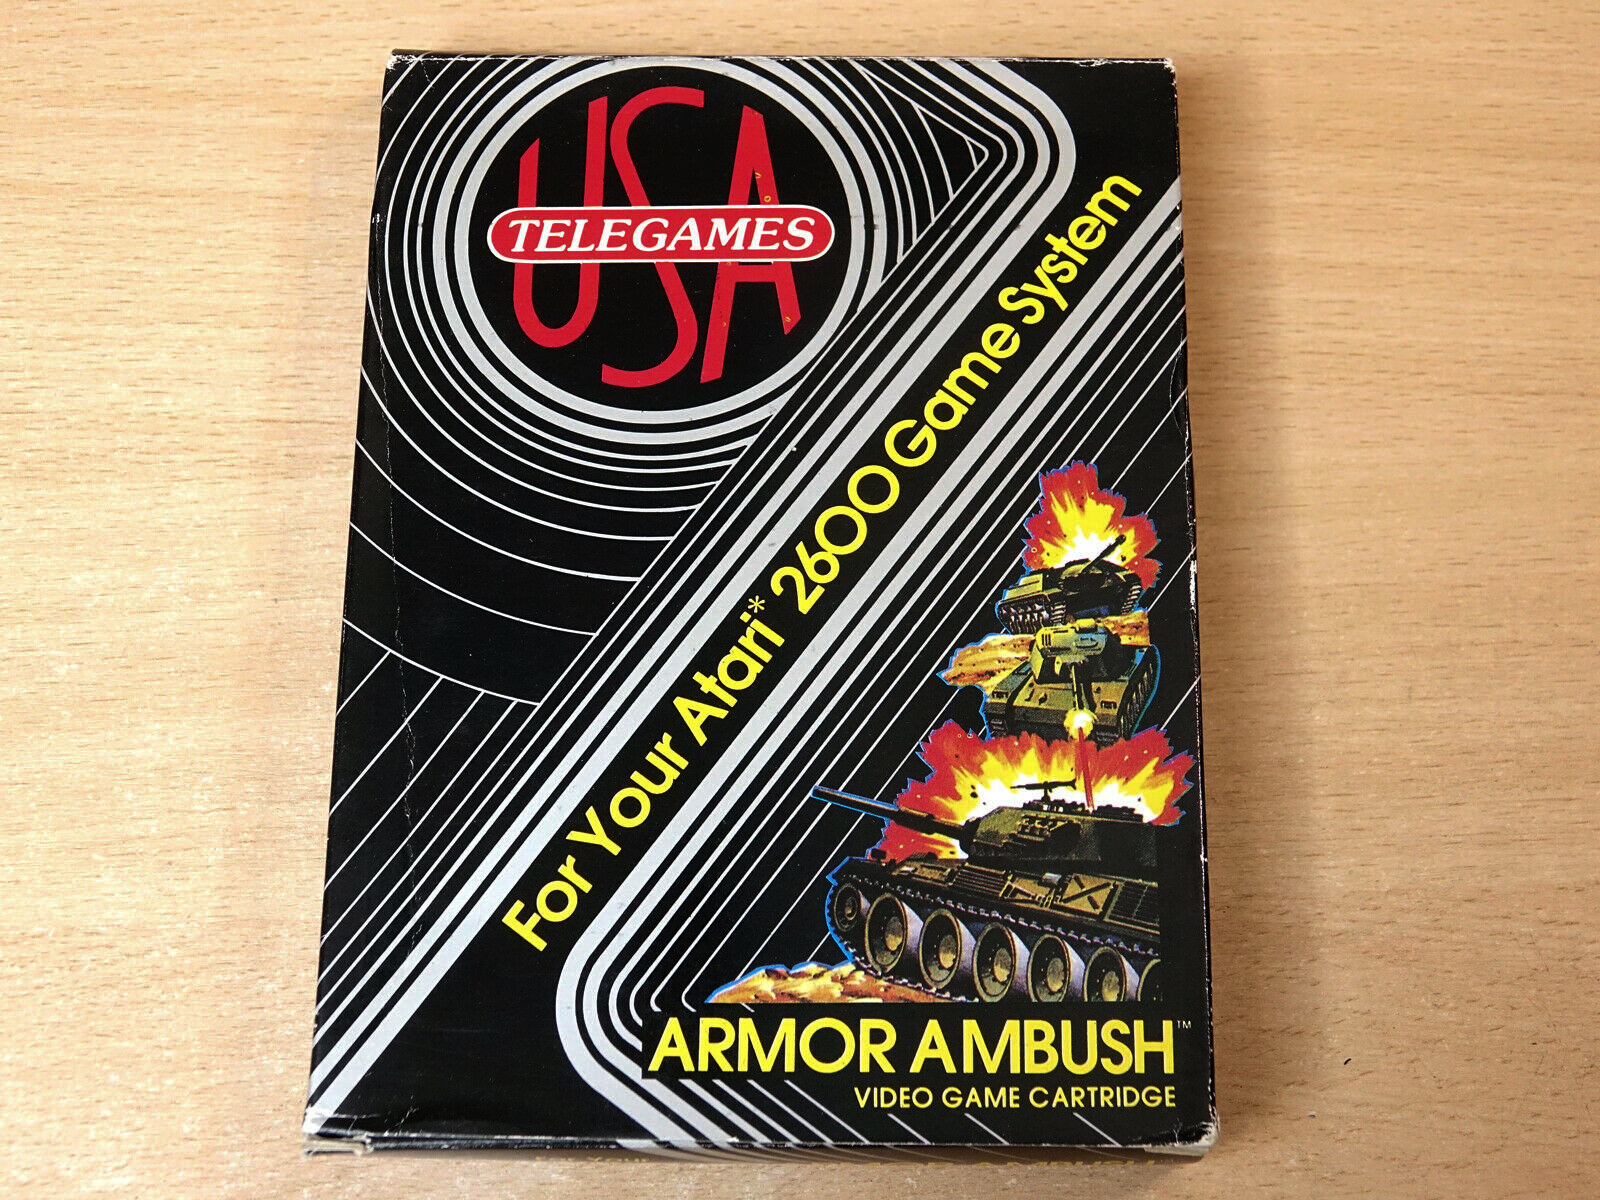 USA
TELEGAMES
For Your Atari* 2600 Game System
ARMOR AMBUSH™
VIDEO GAME CARTRIDGE